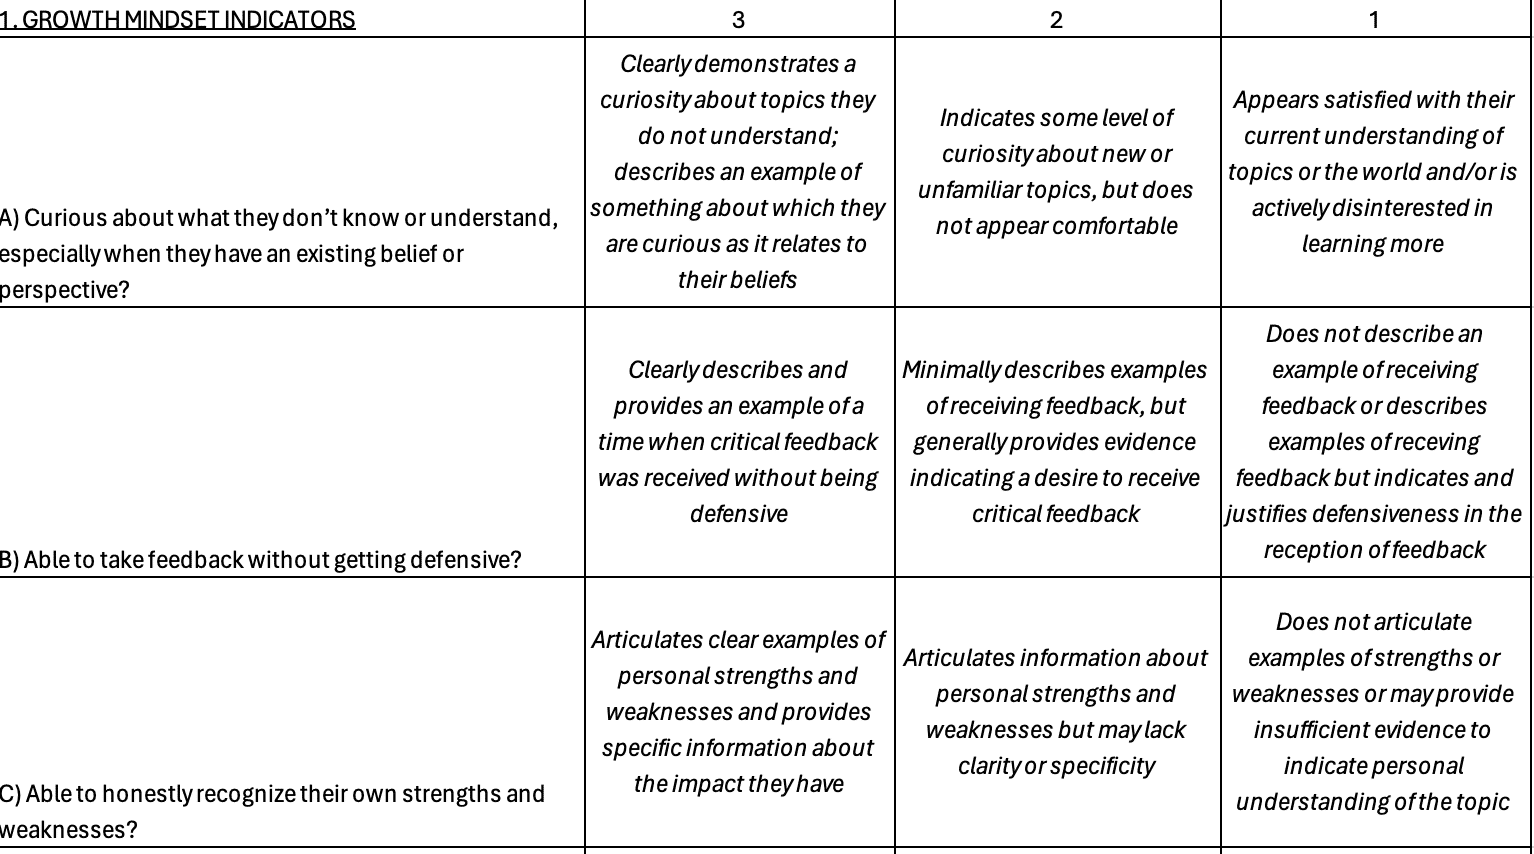 1. GROWTH MINDSET INDICATORS
3
2
1
A) Curious about what they don’t know or understand,
especially when they have an existing belief or
perspective?
Clearly demonstrates a
curiosity about topics they
do not understand;
describes an example of
something about which they
are curious as it relates to
their beliefs
Indicates some level of
curiosity about new or
unfamiliar topics, but does
not appear comfortable
Appears satisfied with their
current understanding of
topics or the world and/or is
actively disinterested in
learning more
B) Able to take feedback without getting defensive?
Clearly describes and
provides an example of a
time when critical feedback
was received without being
defensive
Minimally describes examples
of receiving feedback, but
generally provides evidence
indicating a desire to receive
critical feedback
Does not describe an
example of receiving
feedback or describes
examples of receving
feedback but indicates and
justifies defensiveness in the
reception of feedback
C) Able to honestly recognize their own strengths and
weaknesses?
Articulates clear examples of
personal strengths and
weaknesses and provides
specific information about
the impact they have
Articulates information about
personal strengths and
weaknesses but may lack
clarity or specificity
Does not articulate
examples of strengths or
weaknesses or may provide
insufficient evidence to
indicate personal
understanding of the topic